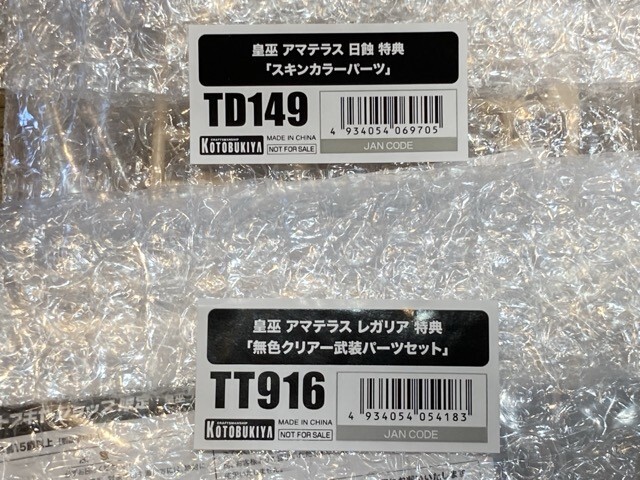 皇巫 アマテラス 日蝕 特典
「スキンカラーパーツ」
TD149
4 934054 069705
CRAFTSMANSHIP
KOTOBUKIYA
MADE IN CHINA
NOT FOR SALE
JAN CODE
皇巫 アマテラス レガリア 特典
「無色クリアー武装パーツセット」
TT916
4 934054 054183
CRAFTSMANSHIP
KOTOBUKIYA
MADE IN CHINA
NOT FOR SALE
JAN CODE